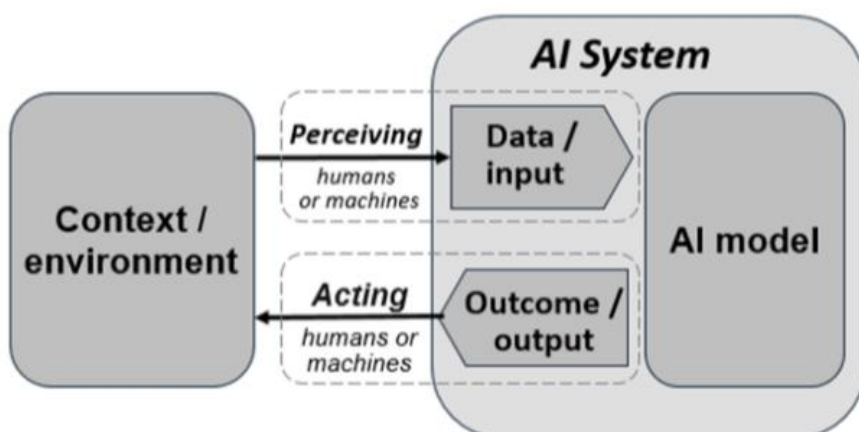 AI System
Perceiving
humans
or machines
Data /
input
Context /
environment
AI model
Acting
humans or
machines
Outcome /
output